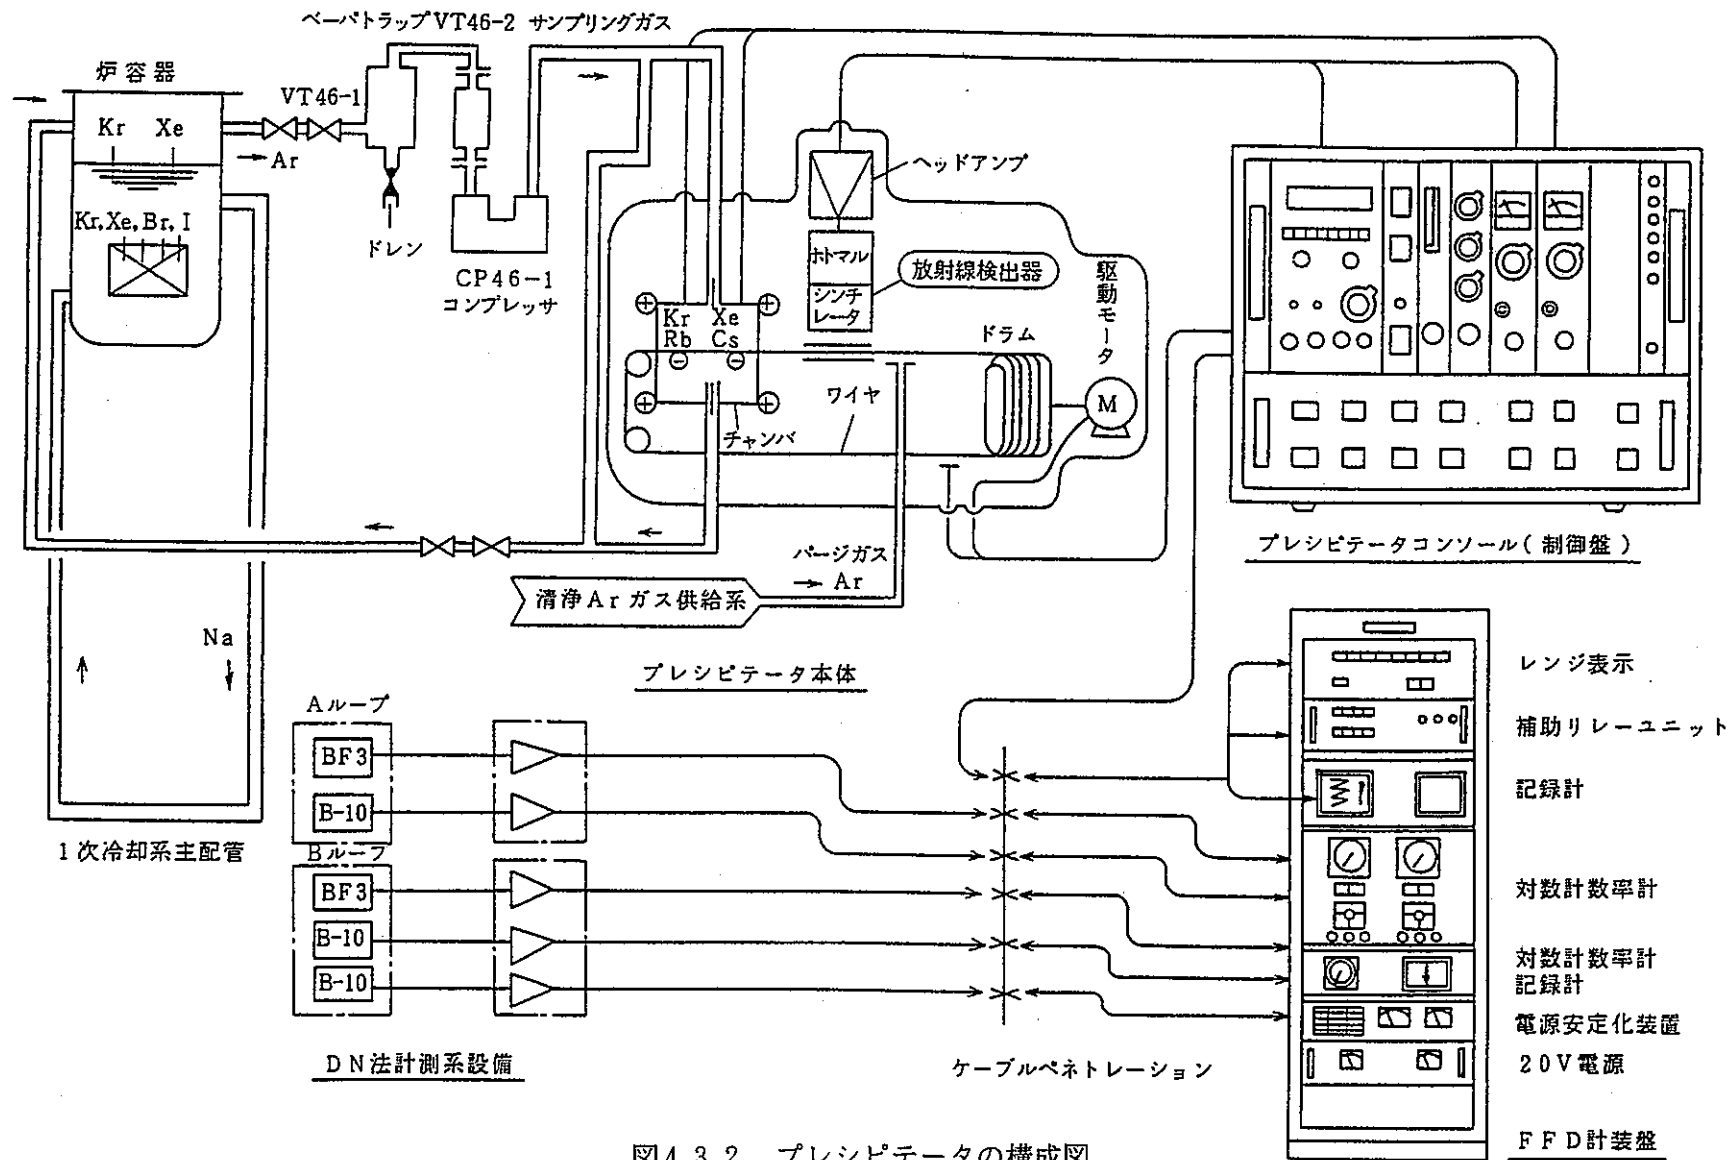 ベーパトラップVT46-2 サンプリングガス
炉容器
VT46-1
Kr Xe
Ar
Kr, Xe, Br, I
ドレン
CP46-1
コンプレッサ
ヘッドアンプ
ホトマル
シンチ
レータ
放射線検出器
駆動モータ
Kr Xe
Rb Cs
⊕ ⊕
⊖ ⊖
⊕ ⊕
ドラム
M
ワイヤ
チャンバ
パージガス
Ar
清浄Arガス供給系
プレシピテータコンソール(制御盤)
Na
プレシピテータ本体
1次冷却系主配管
Aループ
BF3
B-10
Bループ
BF3
B-10
B-10
DN法計測系設備
ケーブルペネトレーション
レンジ表示
補助リレーユニット
記録計
対数計数率計
対数計数率計
記録計
電源安定化装置
20V電源
FFD計装盤
図4.3.2 プレシピテータの構成図